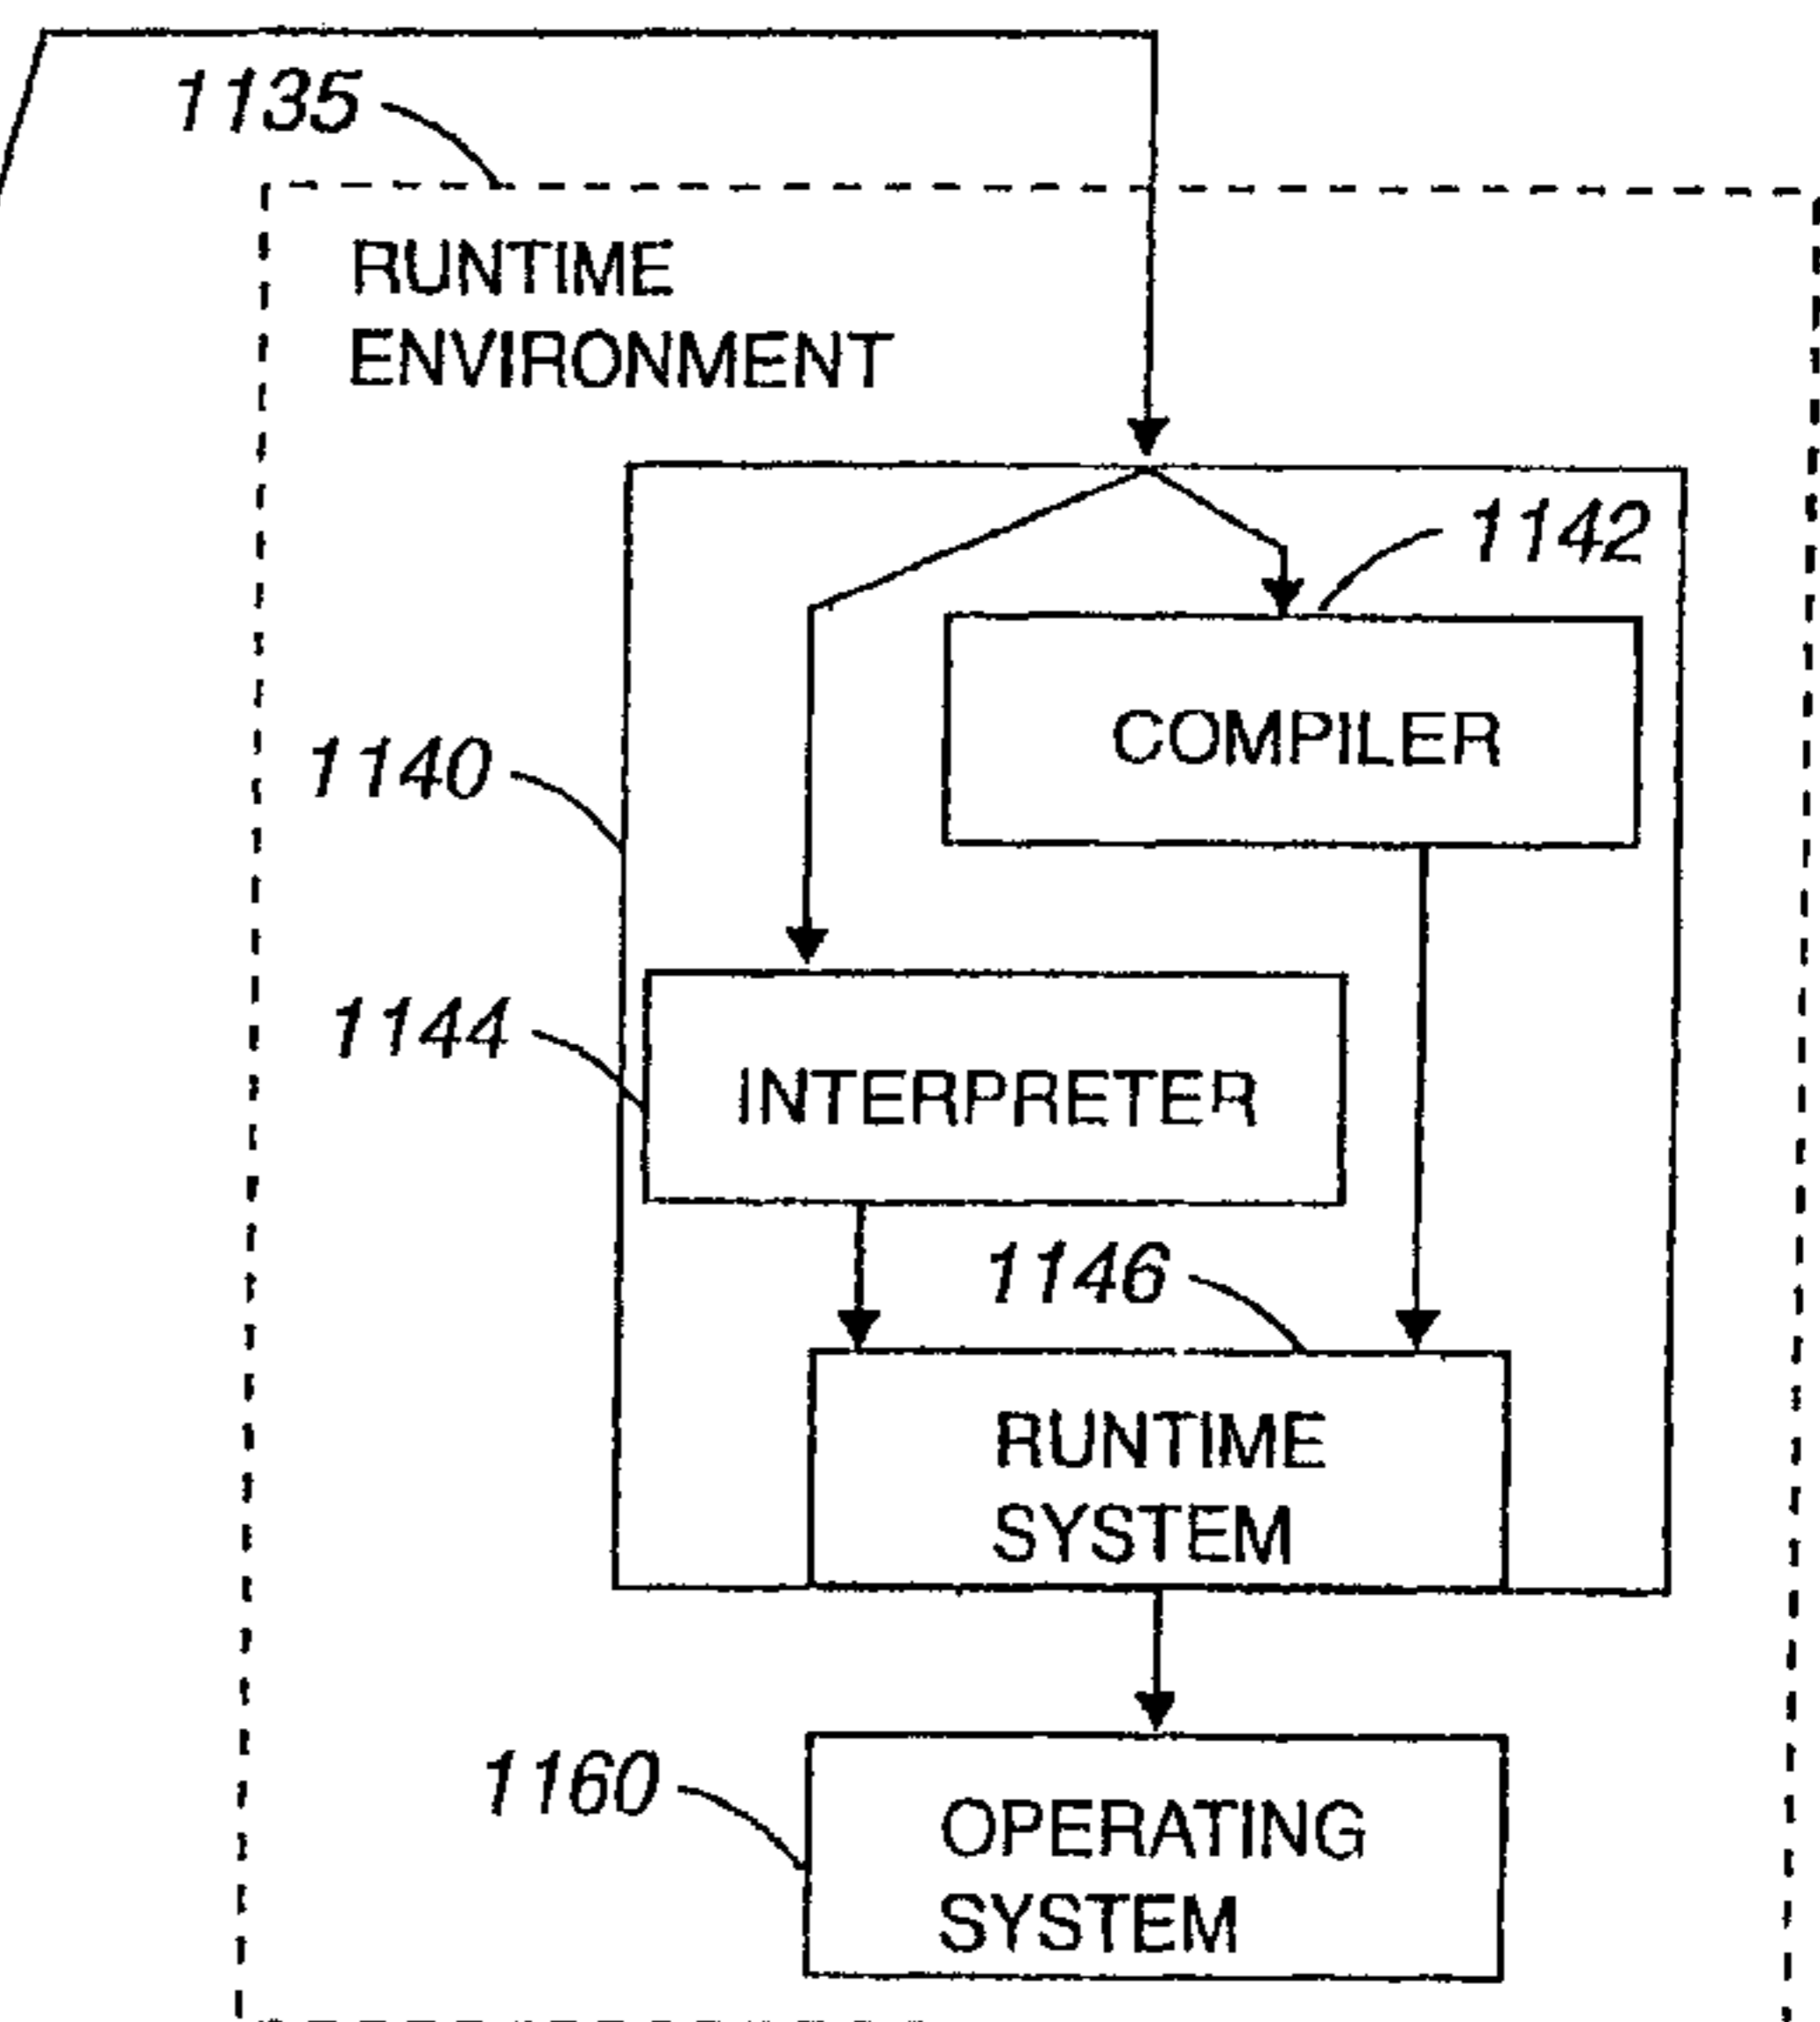 1135
RUNTIME
ENVIRONMENT
1142
COMPILER
1140
1144
INTERPRETER
1146
RUNTIME
SYSTEM
1160
OPERATING
SYSTEM